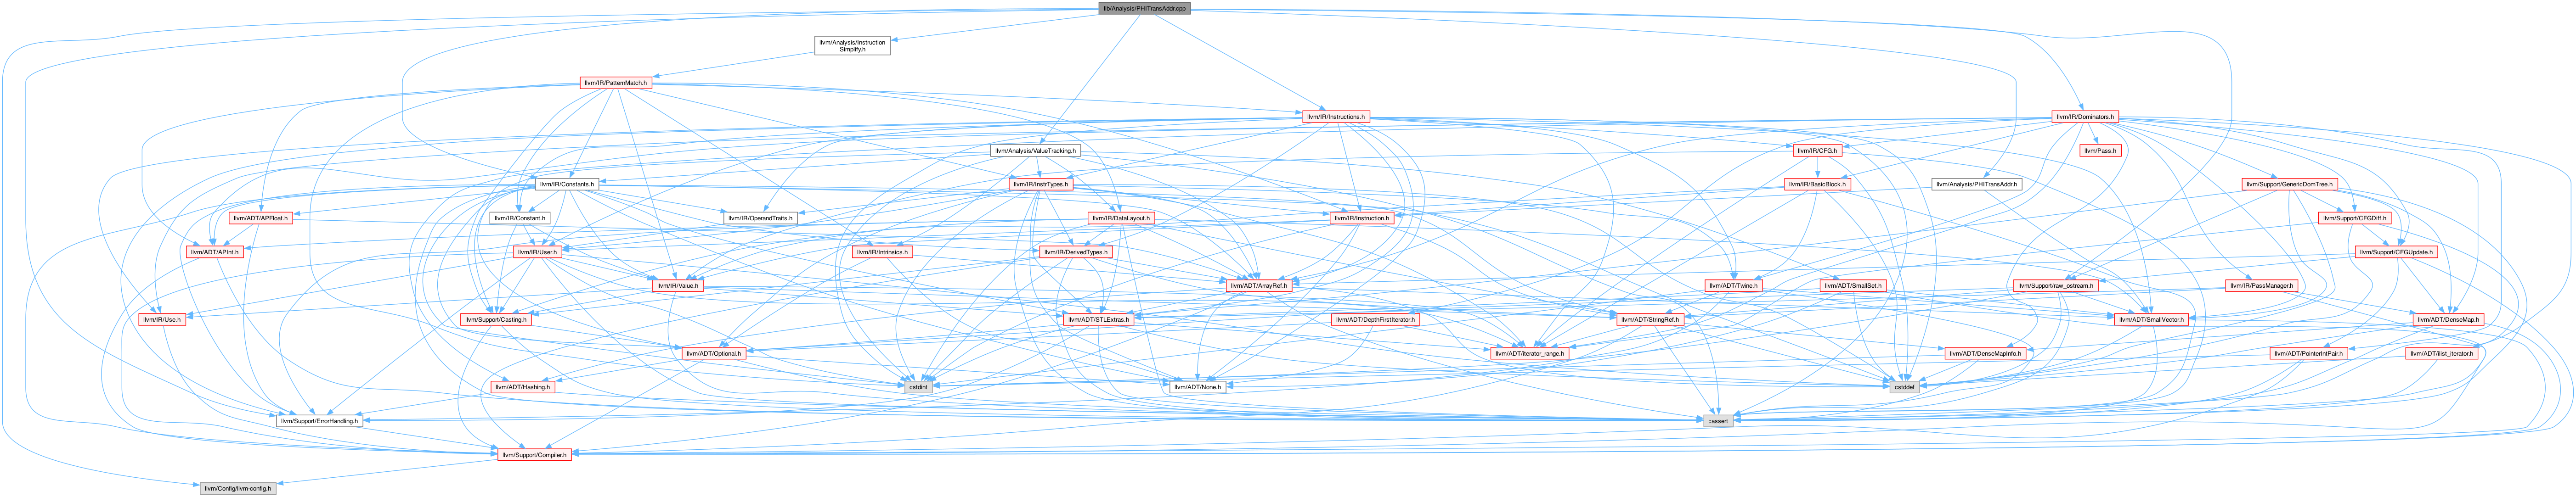 lib/Analysis/PHITransAddr.cpp
llvm/Analysis/Instruction
Simplify.h
llvm/IR/PatternMatch.h
llvm/IR/Instructions.h
llvm/IR/Dominators.h
llvm/Analysis/ValueTracking.h
llvm/IR/CFG.h
llvm/Pass.h
llvm/IR/Constants.h
llvm/IR/InstrTypes.h
llvm/IR/BasicBlock.h
llvm/Analysis/PHITransAddr.h
llvm/Support/GenericDomTree.h
llvm/ADT/APFloat.h
llvm/IR/Constant.h
llvm/IR/OperandTraits.h
llvm/IR/DataLayout.h
llvm/IR/Instruction.h
llvm/Support/CFGDiff.h
llvm/ADT/APInt.h
llvm/IR/User.h
llvm/IR/Intrinsics.h
llvm/IR/DerivedTypes.h
llvm/Support/CFGUpdate.h
llvm/IR/Value.h
llvm/ADT/ArrayRef.h
llvm/ADT/Twine.h
llvm/ADT/SmallSet.h
llvm/Support/raw_ostream.h
llvm/IR/PassManager.h
llvm/IR/Use.h
llvm/Support/Casting.h
llvm/ADT/STLExtras.h
llvm/ADT/DepthFirstIterator.h
llvm/ADT/StringRef.h
llvm/ADT/SmallVector.h
llvm/ADT/DenseMap.h
llvm/ADT/Optional.h
llvm/ADT/iterator_range.h
llvm/ADT/DenseMapInfo.h
llvm/ADT/PointerIntPair.h
llvm/ADT/ilist_iterator.h
llvm/ADT/Hashing.h
cstdint
llvm/ADT/None.h
cstddef
llvm/Support/ErrorHandling.h
cassert
llvm/Support/Compiler.h
llvm/Config/llvm-config.h